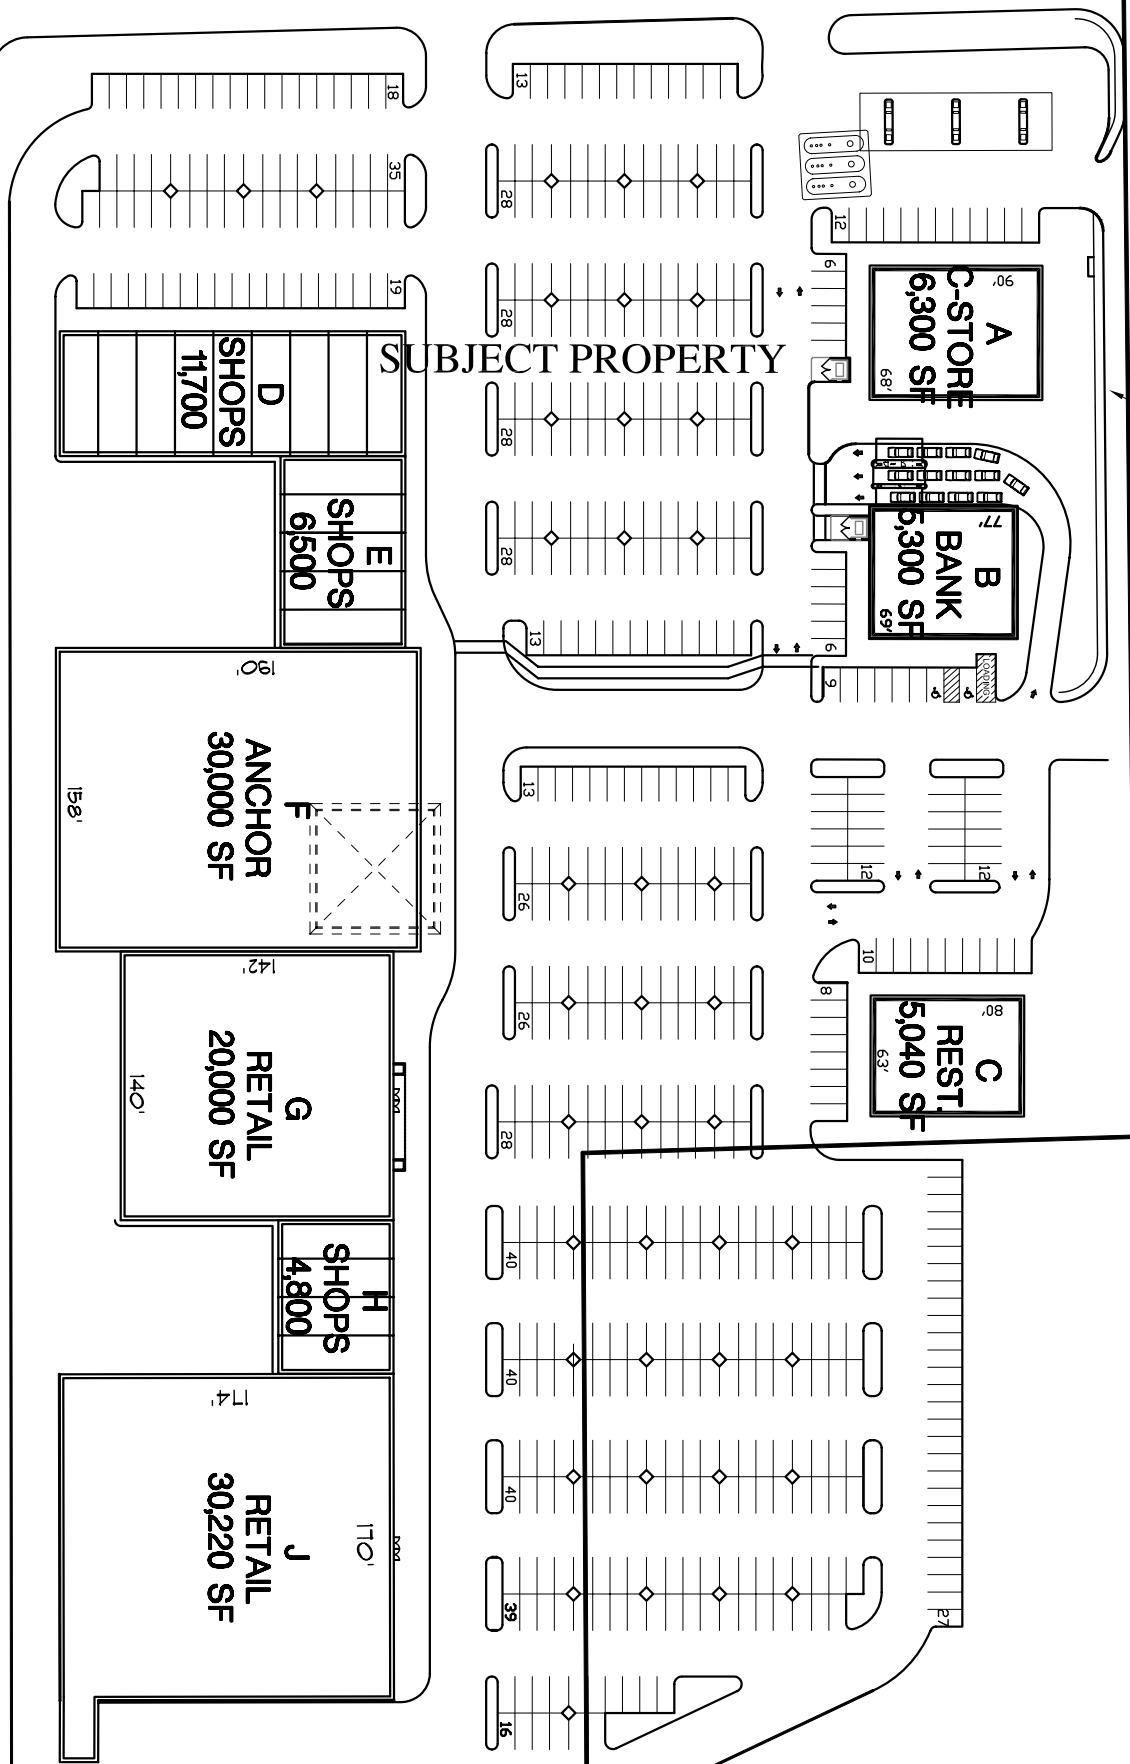 18
35
19
13
28
28
28
28
13
12
6
6
9
SUBJECT PROPERTY
A
C-STORE
6,300 SF
90'
68'
B
BANK
5,300 SF
77'
69'
LOADING
D
SHOPS
11,700
E
SHOPS
6,500
F
ANCHOR
30,000 SF
190'
158'
13
26
26
28
12
12
10
8
C
REST.
5,040 SF
80'
63'
G
RETAIL
20,000 SF
142'
140'
H
SHOPS
4,800
40
40
40
39
16
27
J
RETAIL
30,220 SF
174'
170'